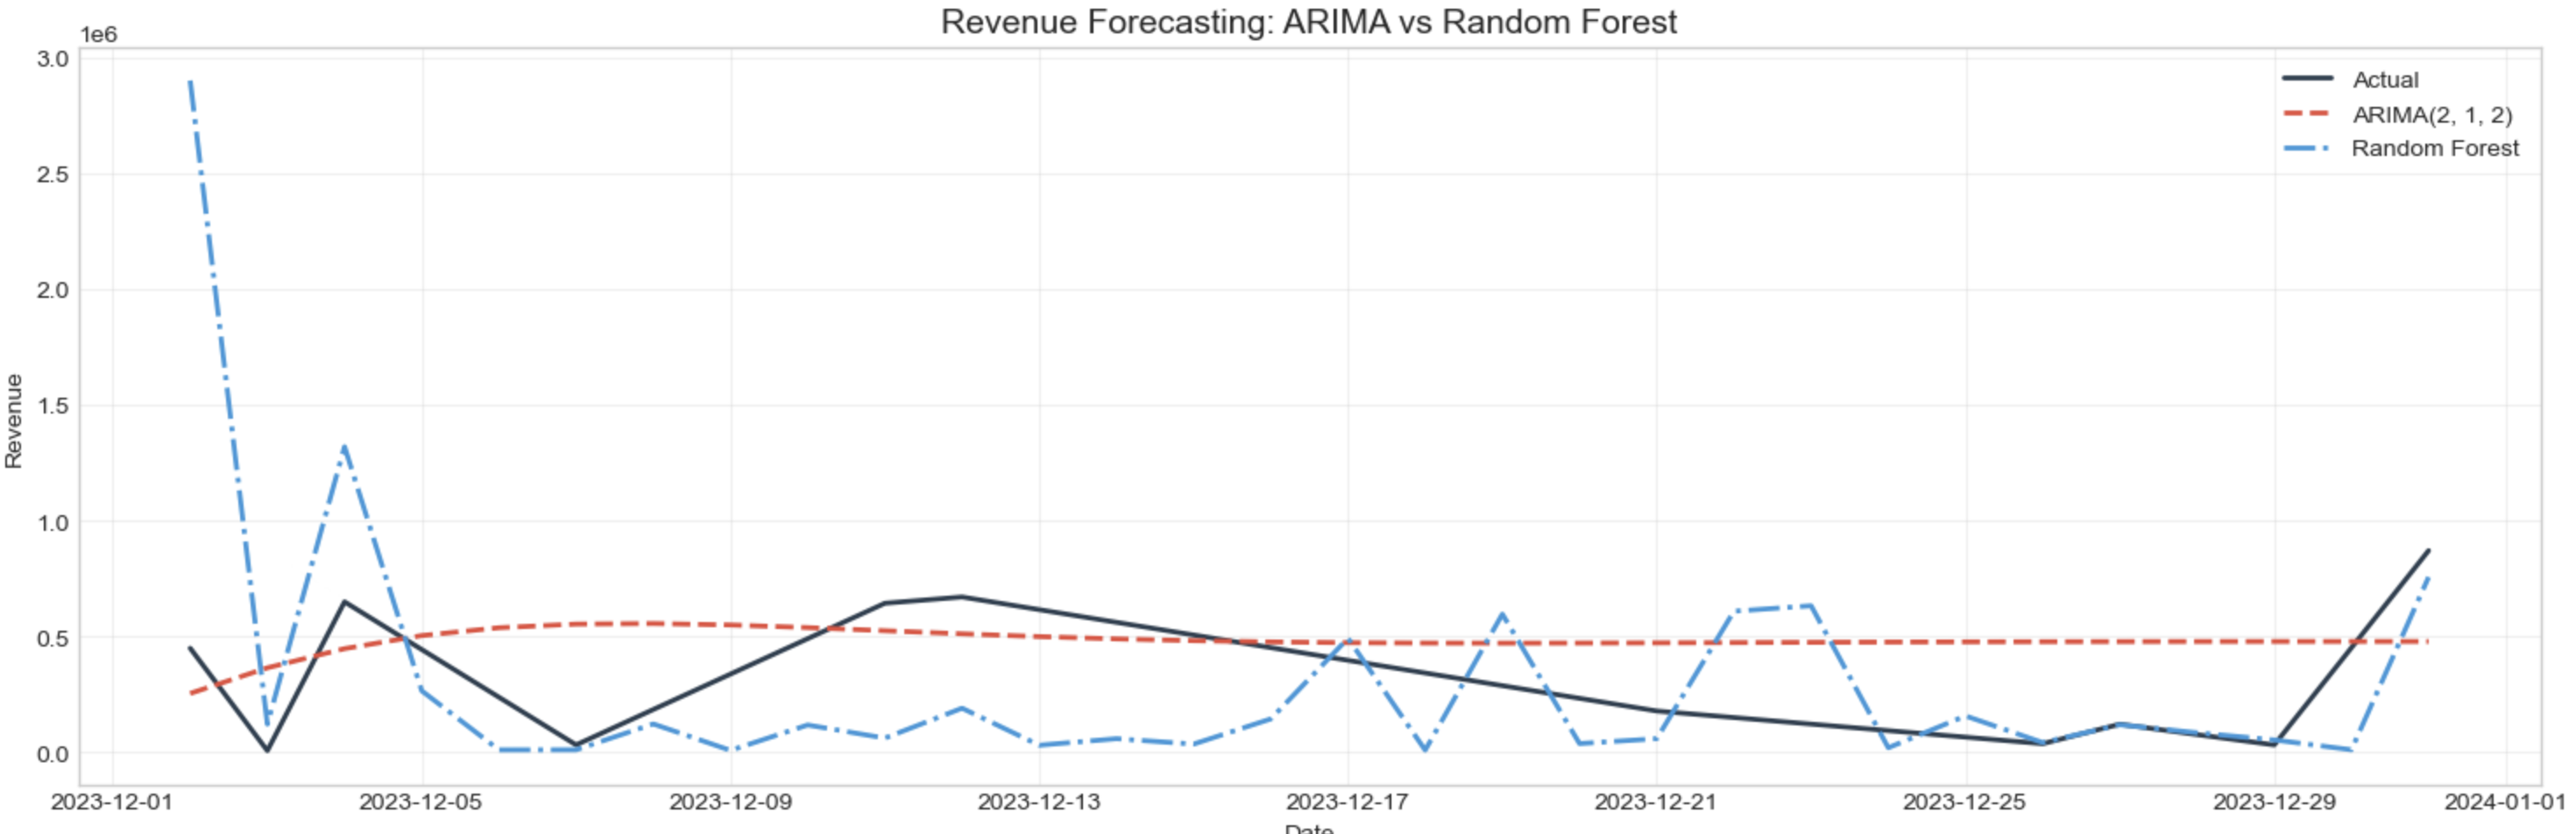 Revenue Forecasting: ARIMA vs Random Forest
1e6
3.0
2.5
2.0
1.5
1.0
0.5
0.0
Revenue
Actual
ARIMA(2, 1, 2)
Random Forest
2023-12-01 2023-12-05 2023-12-09 2023-12-13 2023-12-17 2023-12-21 2023-12-25 2023-12-29 2024-01-01
Date